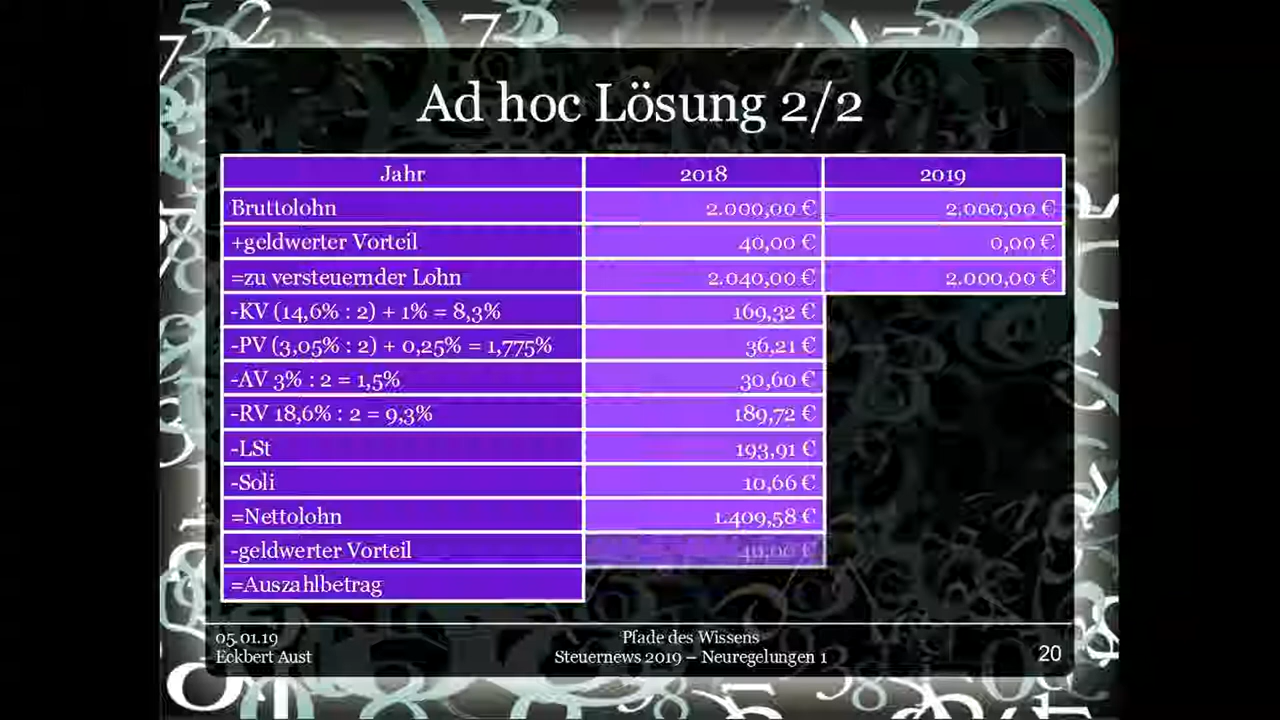 Ad hoc Lösung 2/2
Jahr 2018 2019
Bruttolohn 2.000,00 € 2.000,00 €
+geldwerter Vorteil 40,00 € 0,00 €
=zu versteuernder Lohn 2.040,00 € 2.000,00 €
-KV (14,6% : 2) + 1% = 8,3% 169,32 €
-PV (3,05% : 2) + 0,25% = 1,775% 36,21 €
-AV 3% : 2 = 1,5% 30,60 €
-RV 18,6% : 2 = 9,3% 189,72 €
-LSt 193,91 €
-Soli 10,66 €
=Nettolohn 1.409,58 €
-geldwerter Vorteil 40,00 €
=Auszahlbetrag
05.01.19 Pfade des Wissens
Eckbert Aust Steuernews 2019 – Neuregelungen 1 20